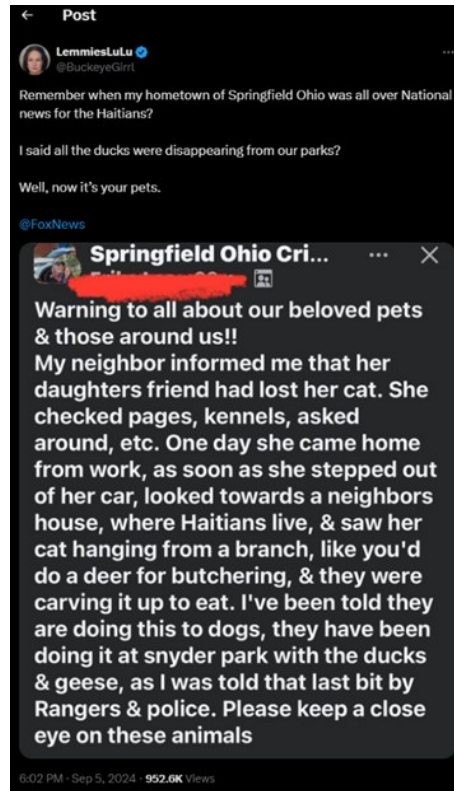 ← Post
LemmiesLuLu
@BuckeyeGirrl
Remember when my hometown of Springfield Ohio was all over National
news for the Haitians?
I said all the ducks were disappearing from our parks?
Well, now it's your pets.
@FoxNews
Springfield Ohio Cri... ... X
Warning to all about our beloved pets
& those around us!!
My neighbor informed me that her
daughters friend had lost her cat. She
checked pages, kennels, asked
around, etc. One day she came home
from work, as soon as she stepped out
of her car, looked towards a neighbors
house, where Haitians live, & saw her
cat hanging from a branch, like you'd
do a deer for butchering, & they were
carving it up to eat. I've been told they
are doing this to dogs, they have been
doing it at snyder park with the ducks
& geese, as I was told that last bit by
Rangers & police. Please keep a close
eye on these animals
6:02 PM · Sep 5, 2024 · 952.6K Views